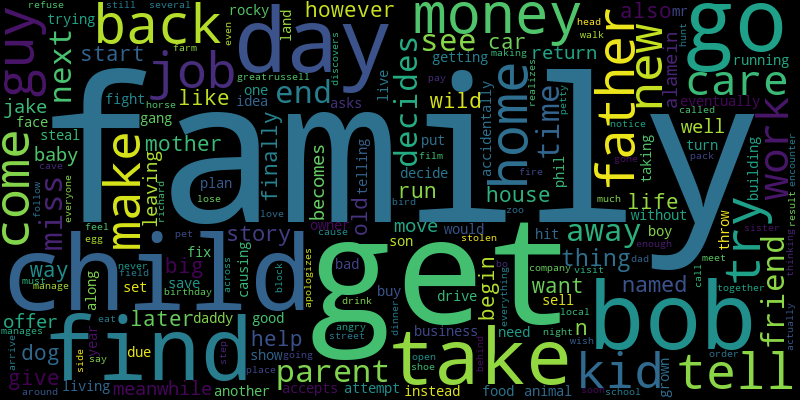 family
get
child
find
bob
take
go
day
money
back
job
guy
kid
try
tell
come
make
home
father
work
new
parent
care
away
friend
end
see
car
next
start
like
miss
way
dog
give
big
story
help
run
house
life
time
decides
return
however
also
mr
rocky
land
trying
refuse
still
several
even
farm
greatrussell
discovers
getting
head
walk
hunt
making
pay
realizes
petty
alamein
running
eventually
called
notice
pack
well
turn
building
encounter
result
taking
without
boy
throw
much
gone
phil
fire
accidentally
wild
decide
put
film
live
asks
one
idea
fight
gang
horse
jake
face
steal
baby
mother
finally
becomes
old
telling
plan
lose
love
bird
zoo
leaving
richard
cave
everyone
follow
owner
cause
move
son
would
stolen
hit
thing
dad
enough
sister
thinking
meet
call
together
named
visit
company
sell
local
want
begin
everythingo
drive
buy
bad
drink
angry
street
apologizes
block
across
causing
fix
pet
save
birthday
feel
egg
never
field
must
manage
set
along
later
daddy
good
offer
manages
n
year
side
eat
say
due
step
show
going
place
dinner
business
need
night
wish
open
shoe
behind
instead
food
animal
soon
school
grown
order
actually
arrive
around
living
meanwhile
another
accepts
attempt